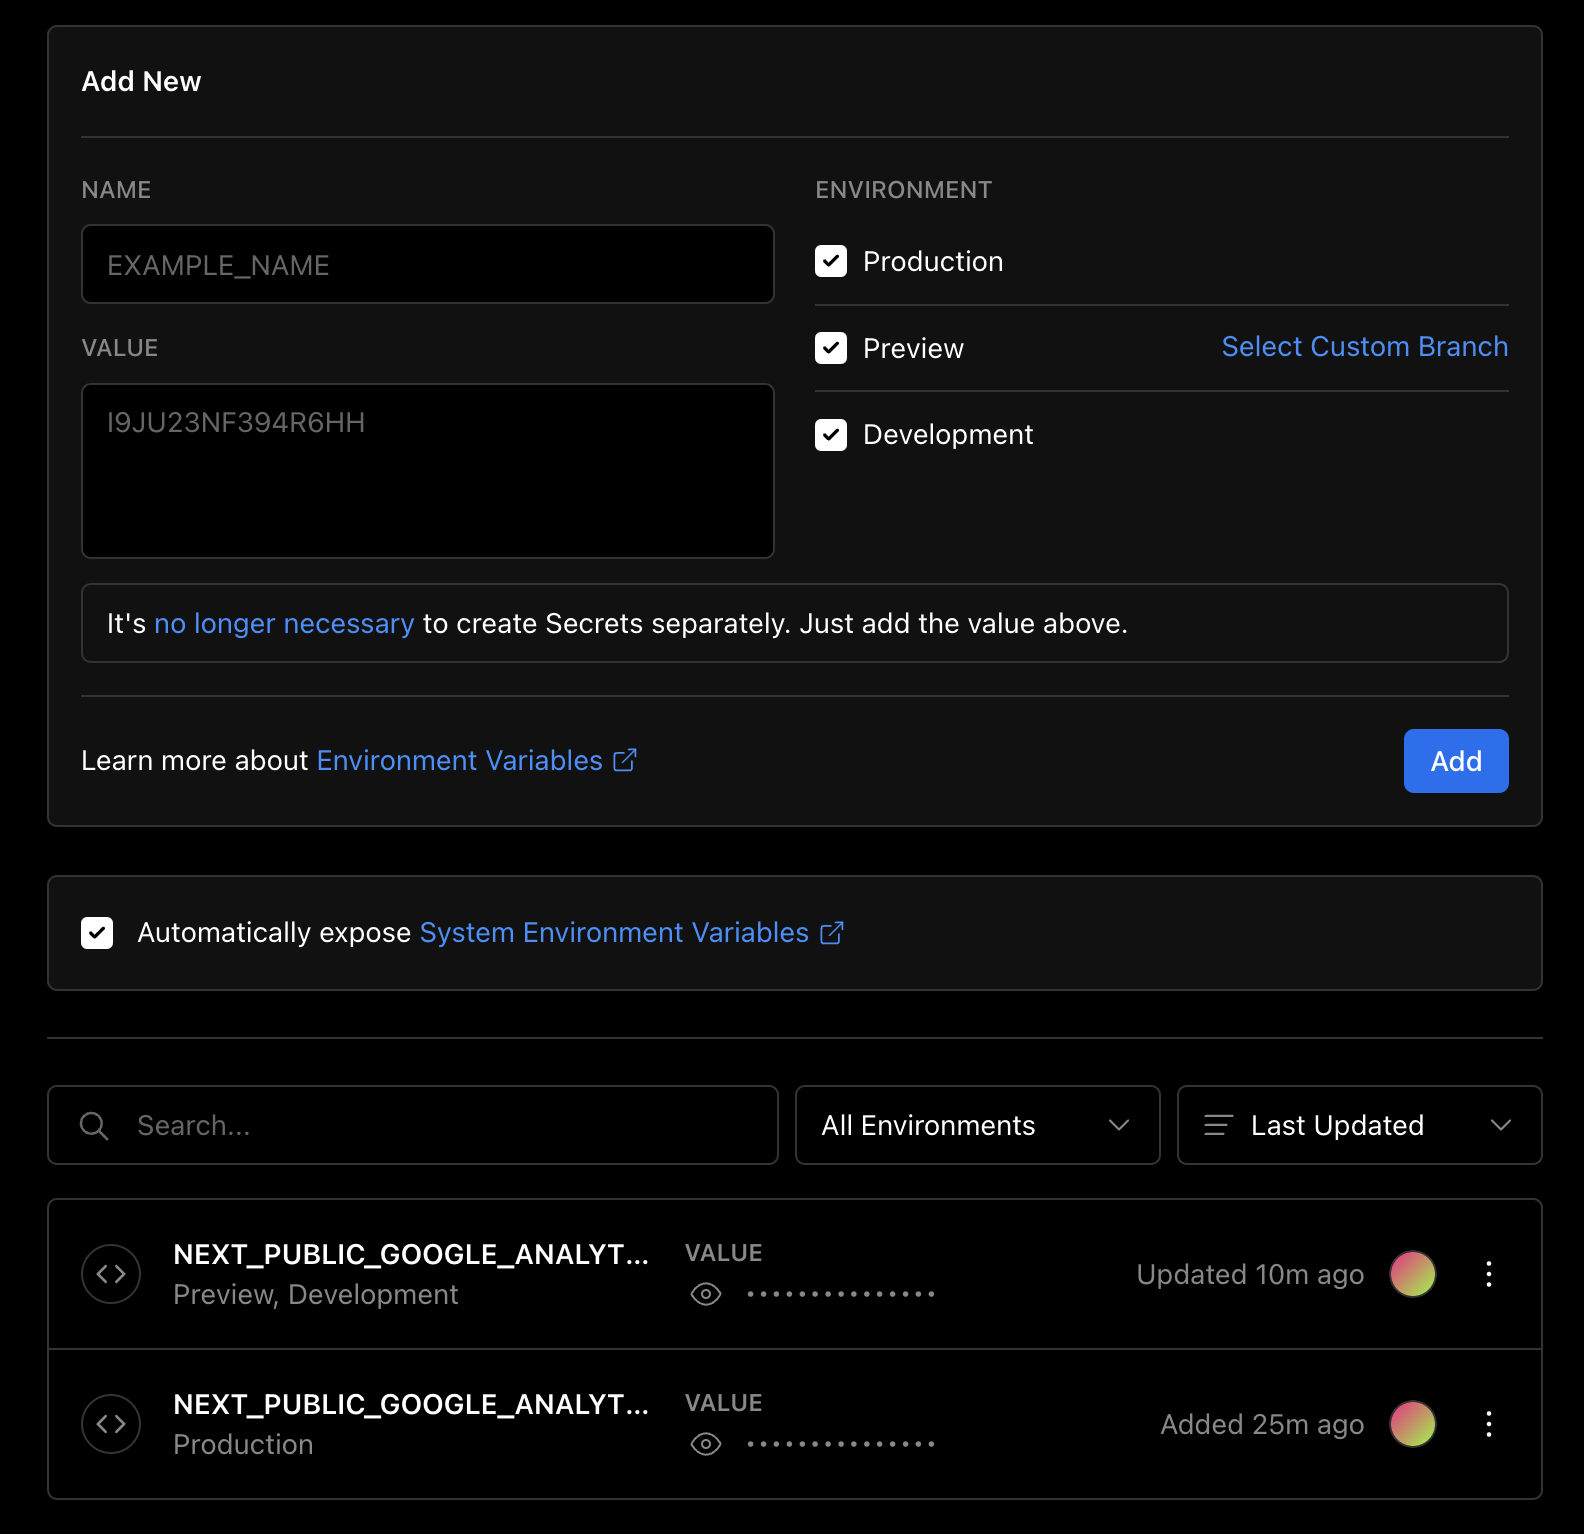 Add New
NAME
ENVIRONMENT
EXAMPLE_NAME
Production
VALUE
Preview
Select Custom Branch
I9JU23NF394R6HH
Development
It's no longer necessary to create Secrets separately. Just add the value above.
Learn more about Environment Variables
Add
Automatically expose System Environment Variables
Search...
All Environments
Last Updated
NEXT_PUBLIC_GOOGLE_ANALYT...
VALUE
Preview, Development
Updated 10m ago
NEXT_PUBLIC_GOOGLE_ANALYT...
VALUE
Production
Added 25m ago